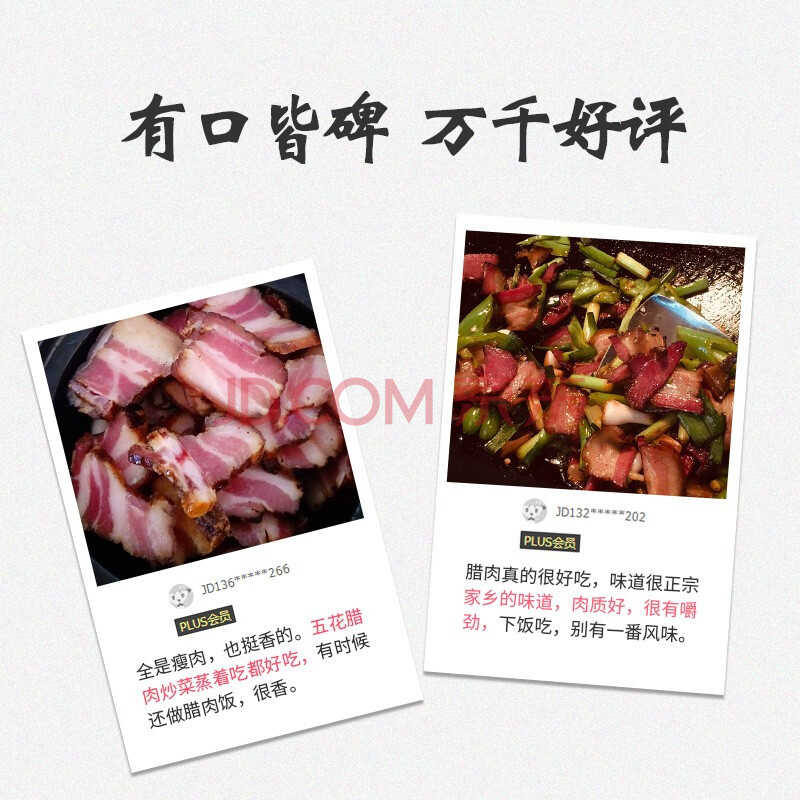 有口皆碑 万千好评
JD.COM 京东
JD136*****266
PLUS会员
全是瘦肉，也挺香的。五花腊
肉炒菜蒸着吃都好吃，有时候
还做腊肉饭，很香。
JD132*****202
PLUS会员
腊肉真的很好吃，味道很正宗
家乡的味道，肉质好，很有嚼
劲，下饭吃，别有一番风味。